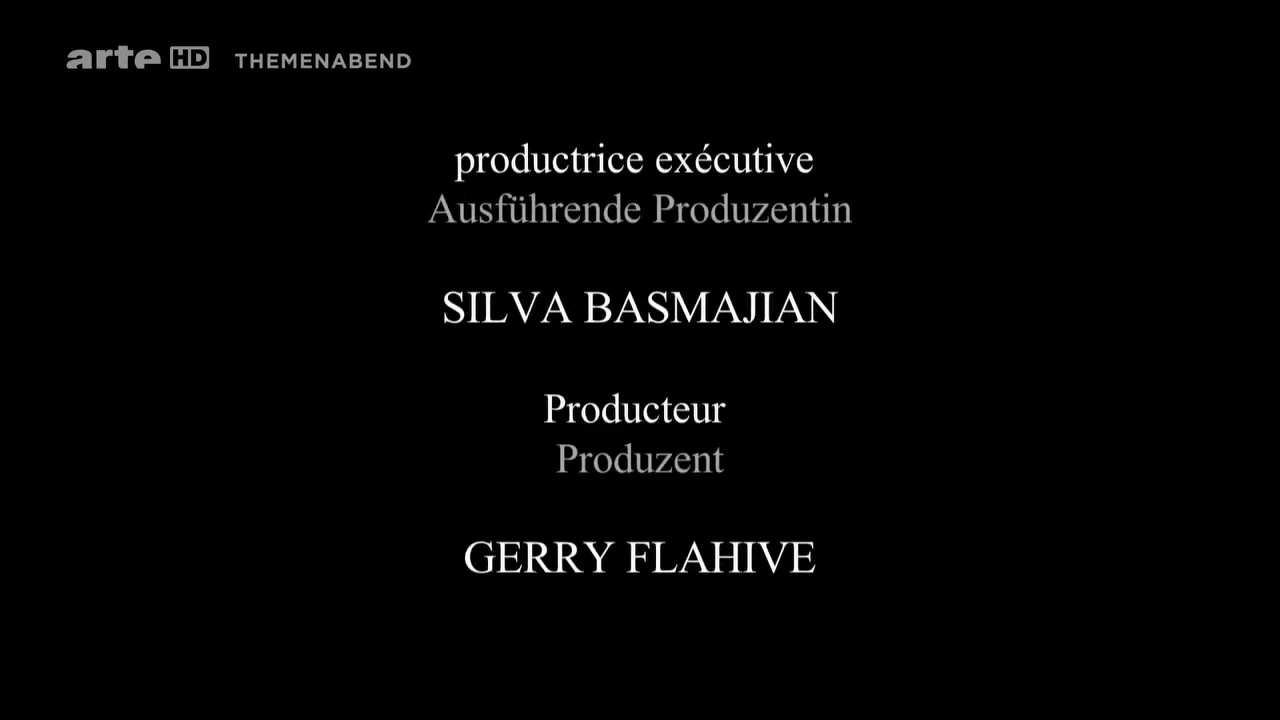 arte HD THEMENABEND
productrice exécutive
Ausführende Produzentin
SILVA BASMAJIAN
Producteur
Produzent
GERRY FLAHIVE